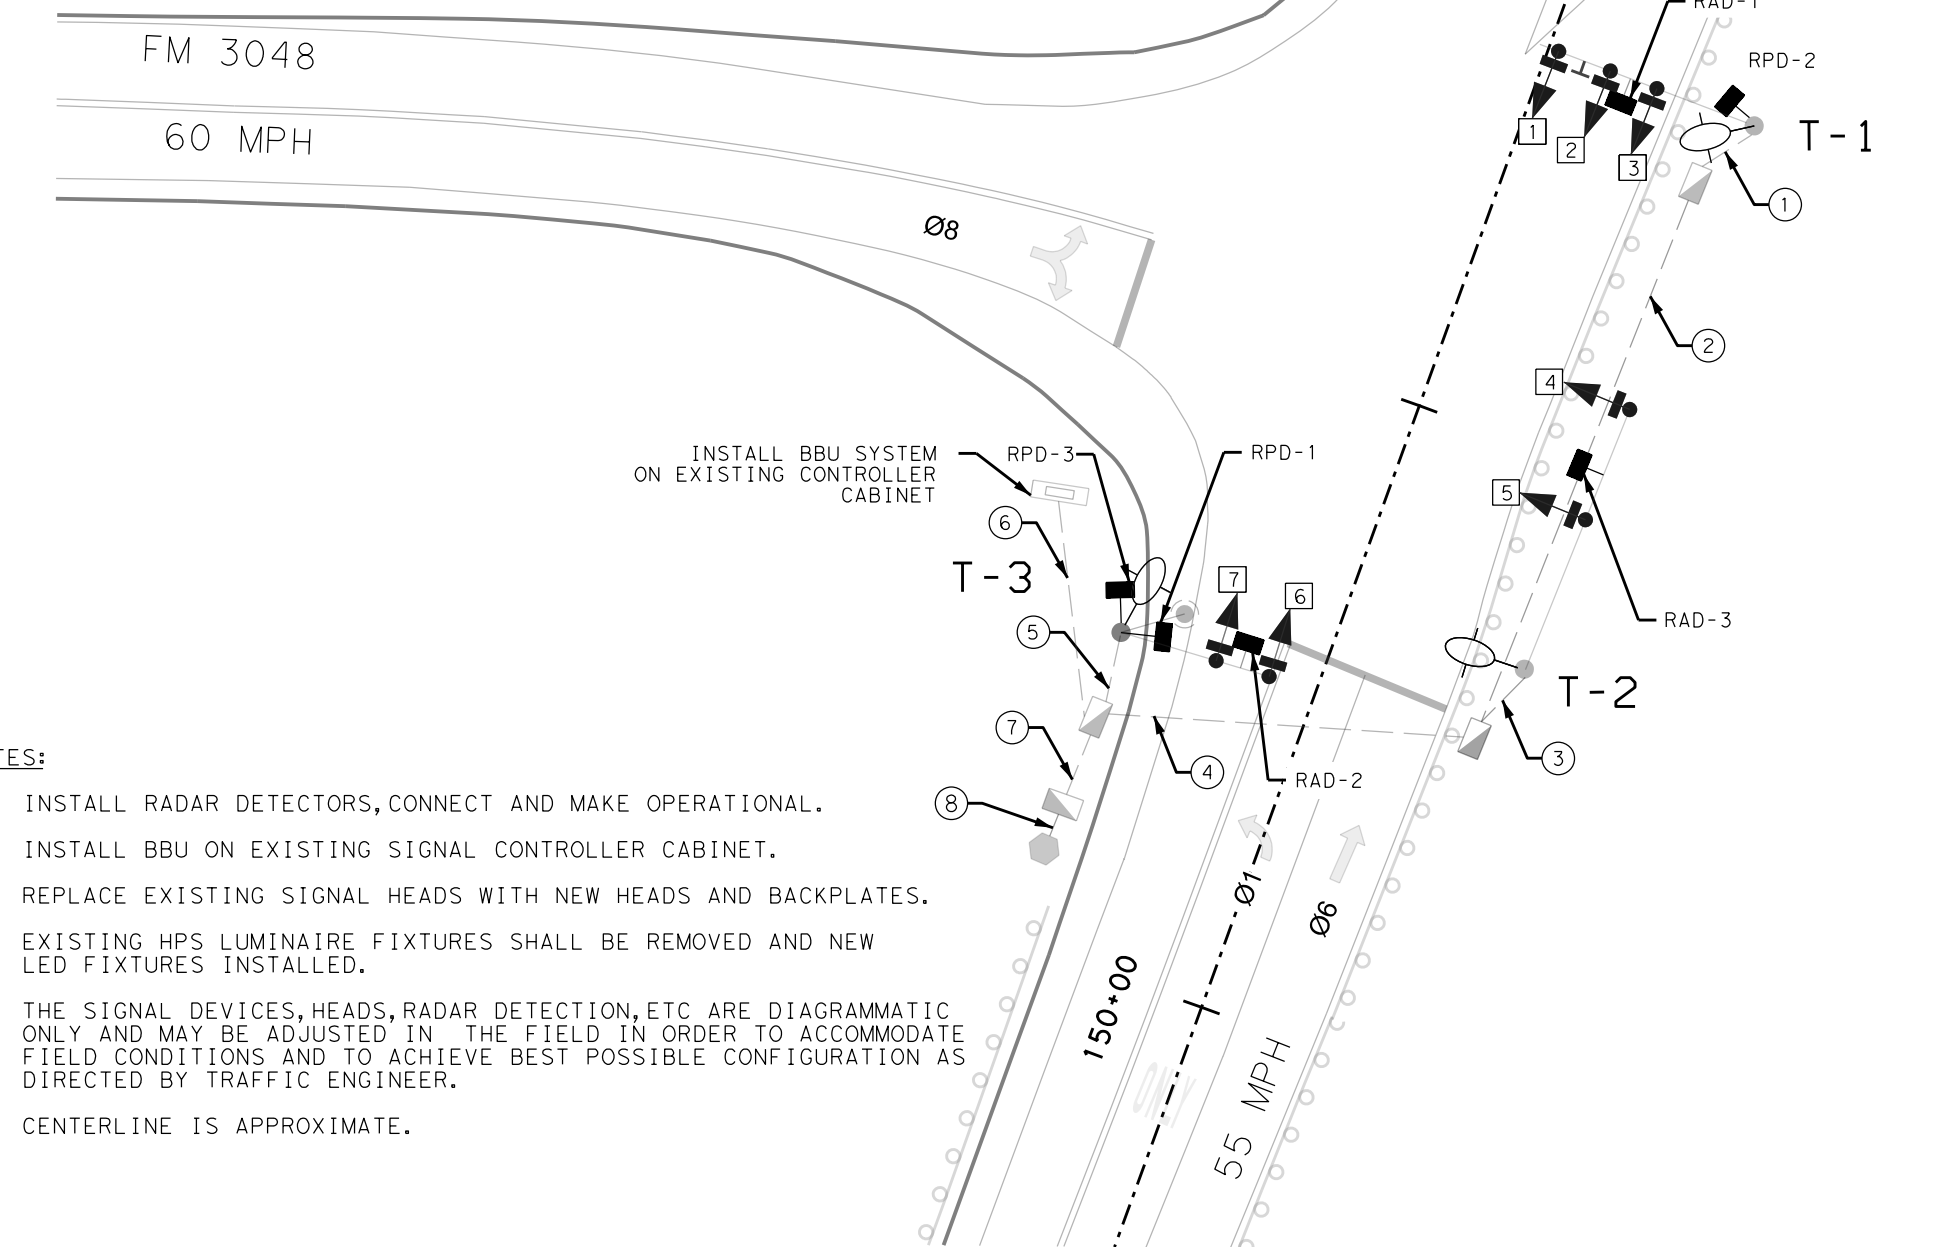 RAD-1
FM 3048
RPD-2
60 MPH
1
2
3
T-1
1
Ø8
2
4
INSTALL BBU SYSTEM
ON EXISTING CONTROLLER
CABINET
RPD-3
RPD-1
5
6
T-3
7
6
RAD-3
5
T-2
7
4
3
RAD-2
8
TES:
INSTALL RADAR DETECTORS, CONNECT AND MAKE OPERATIONAL.
INSTALL BBU ON EXISTING SIGNAL CONTROLLER CABINET.
REPLACE EXISTING SIGNAL HEADS WITH NEW HEADS AND BACKPLATES.
EXISTING HPS LUMINAIRE FIXTURES SHALL BE REMOVED AND NEW
LED FIXTURES INSTALLED.
THE SIGNAL DEVICES, HEADS, RADAR DETECTION, ETC ARE DIAGRAMMATIC
ONLY AND MAY BE ADJUSTED IN THE FIELD IN ORDER TO ACCOMMODATE
FIELD CONDITIONS AND TO ACHIEVE BEST POSSIBLE CONFIGURATION AS
DIRECTED BY TRAFFIC ENGINEER.
CENTERLINE IS APPROXIMATE.
Ø1
Ø6
150+00
ONLY
55 MPH